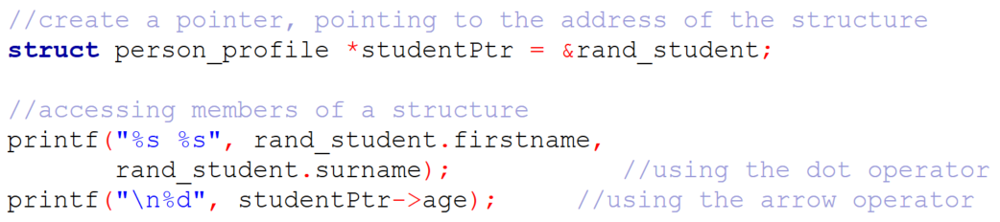 //create a pointer, pointing to the address of the structure
struct person_profile *studentPtr = &rand_student;
//accessing members of a structure
printf("%s %s", rand_student.firstname,
rand_student.surname); //using the dot operator
printf("\n%d", studentPtr->age); //using the arrow operator